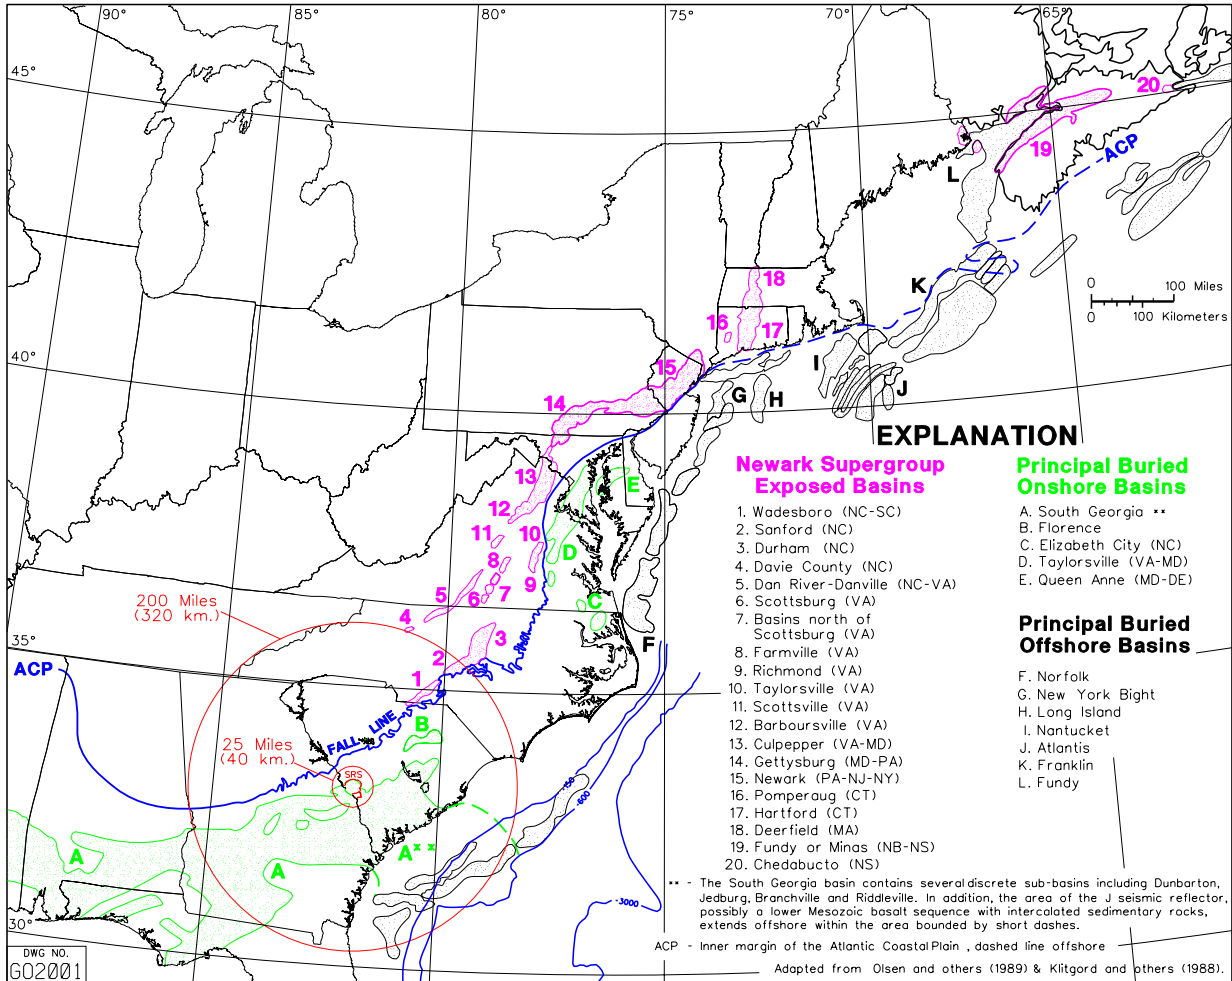 90°
85°
80°
75°
70°
65°
45°
20
19
ACP
L
18
K
0
100 Miles
0
100 Kilometers
16
17
40°
15
I
J
G
H
14
EXPLANATION
13
E
12
11
10
D
8
9
7
6
5
C
4
3
F
2
1
200 Miles
(320 km.)
35°
ACP
FALL LINE
B
25 Miles
(40 km.)
SRS
-50
-600
A
A
A**
-3000
30°
Newark Supergroup
Exposed Basins
1. Wadesboro (NC-SC)
2. Sanford (NC)
3. Durham (NC)
4. Davie County (NC)
5. Dan River-Danville (NC-VA)
6. Scottsburg (VA)
7. Basins north of
Scottsburg (VA)
8. Farmville (VA)
9. Richmond (VA)
10. Taylorsville (VA)
11. Scottsville (VA)
12. Barboursville (VA)
13. Culpepper (VA-MD)
14. Gettysburg (MD-PA)
15. Newark (PA-NJ-NY)
16. Pomperaug (CT)
17. Hartford (CT)
18. Deerfield (MA)
19. Fundy or Minas (NB-NS)
20. Chedabucto (NS)
Principal Buried
Onshore Basins
A. South Georgia **
B. Florence
C. Elizabeth City (NC)
D. Taylorsville (VA-MD)
E. Queen Anne (MD-DE)
Principal Buried
Offshore Basins
F. Norfolk
G. New York Bight
H. Long Island
I. Nantucket
J. Atlantis
K. Franklin
L. Fundy
** - The South Georgia basin contains several discrete sub-basins including Dunbarton,
Jedburg, Branchville and Riddleville. In addition, the area of the J seismic reflector,
possibly a lower Mesozoic basalt sequence with intercalated sedimentary rocks,
extends offshore within the area bounded by short dashes.
ACP - Inner margin of the Atlantic Coastal Plain , dashed line offshore
Adapted from Olsen and others (1989) & Klitgord and others (1988).
DWG NO.
GO2001